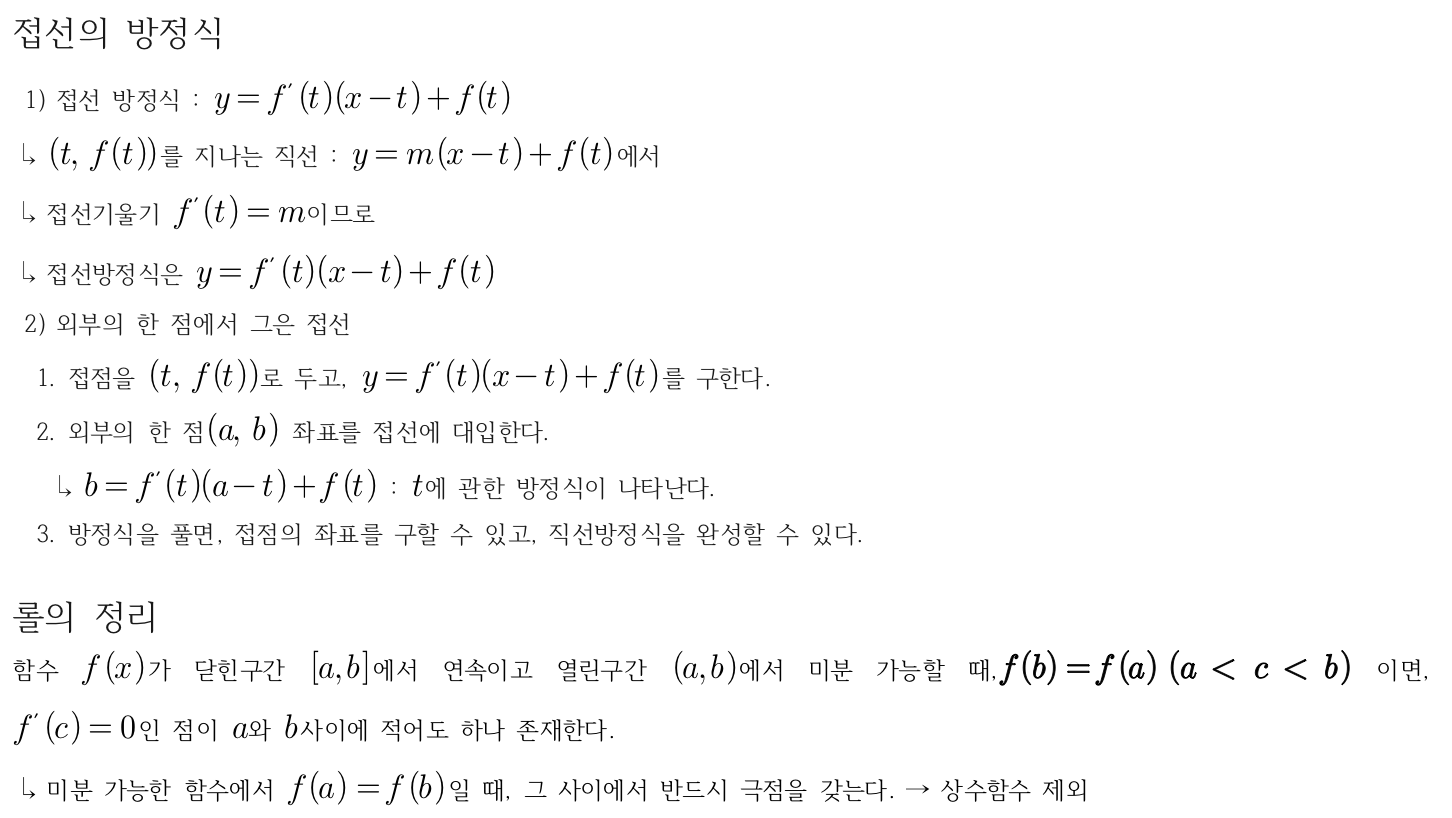 접선의 방정식
1) 접선 방정식 : y = f′(t)(x − t) + f(t)
↳ (t, f(t))를 지나는 직선 : y = m(x − t) + f(t)에서
↳ 접선기울기 f′(t) = m이므로
↳ 접선방정식은 y = f′(t)(x − t) + f(t)
2) 외부의 한 점에서 그은 접선
1. 접점을 (t, f(t))로 두고, y = f′(t)(x − t) + f(t)를 구한다.
2. 외부의 한 점(a, b) 좌표를 접선에 대입한다.
↳ b = f′(t)(a − t) + f(t) : t에 관한 방정식이 나타난다.
3. 방정식을 풀면, 접점의 좌표를 구할 수 있고, 직선방정식을 완성할 수 있다.
롤의 정리
함수 f(x)가 닫힌구간 [a,b]에서 연속이고 열린구간 (a,b)에서 미분 가능할 때,f(b) = f(a) (a < c < b) 이면,
f′(c) = 0인 점이 a와 b사이에 적어도 하나 존재한다.
↳ 미분 가능한 함수에서 f(a) = f(b)일 때, 그 사이에서 반드시 극점을 갖는다. → 상수함수 제외